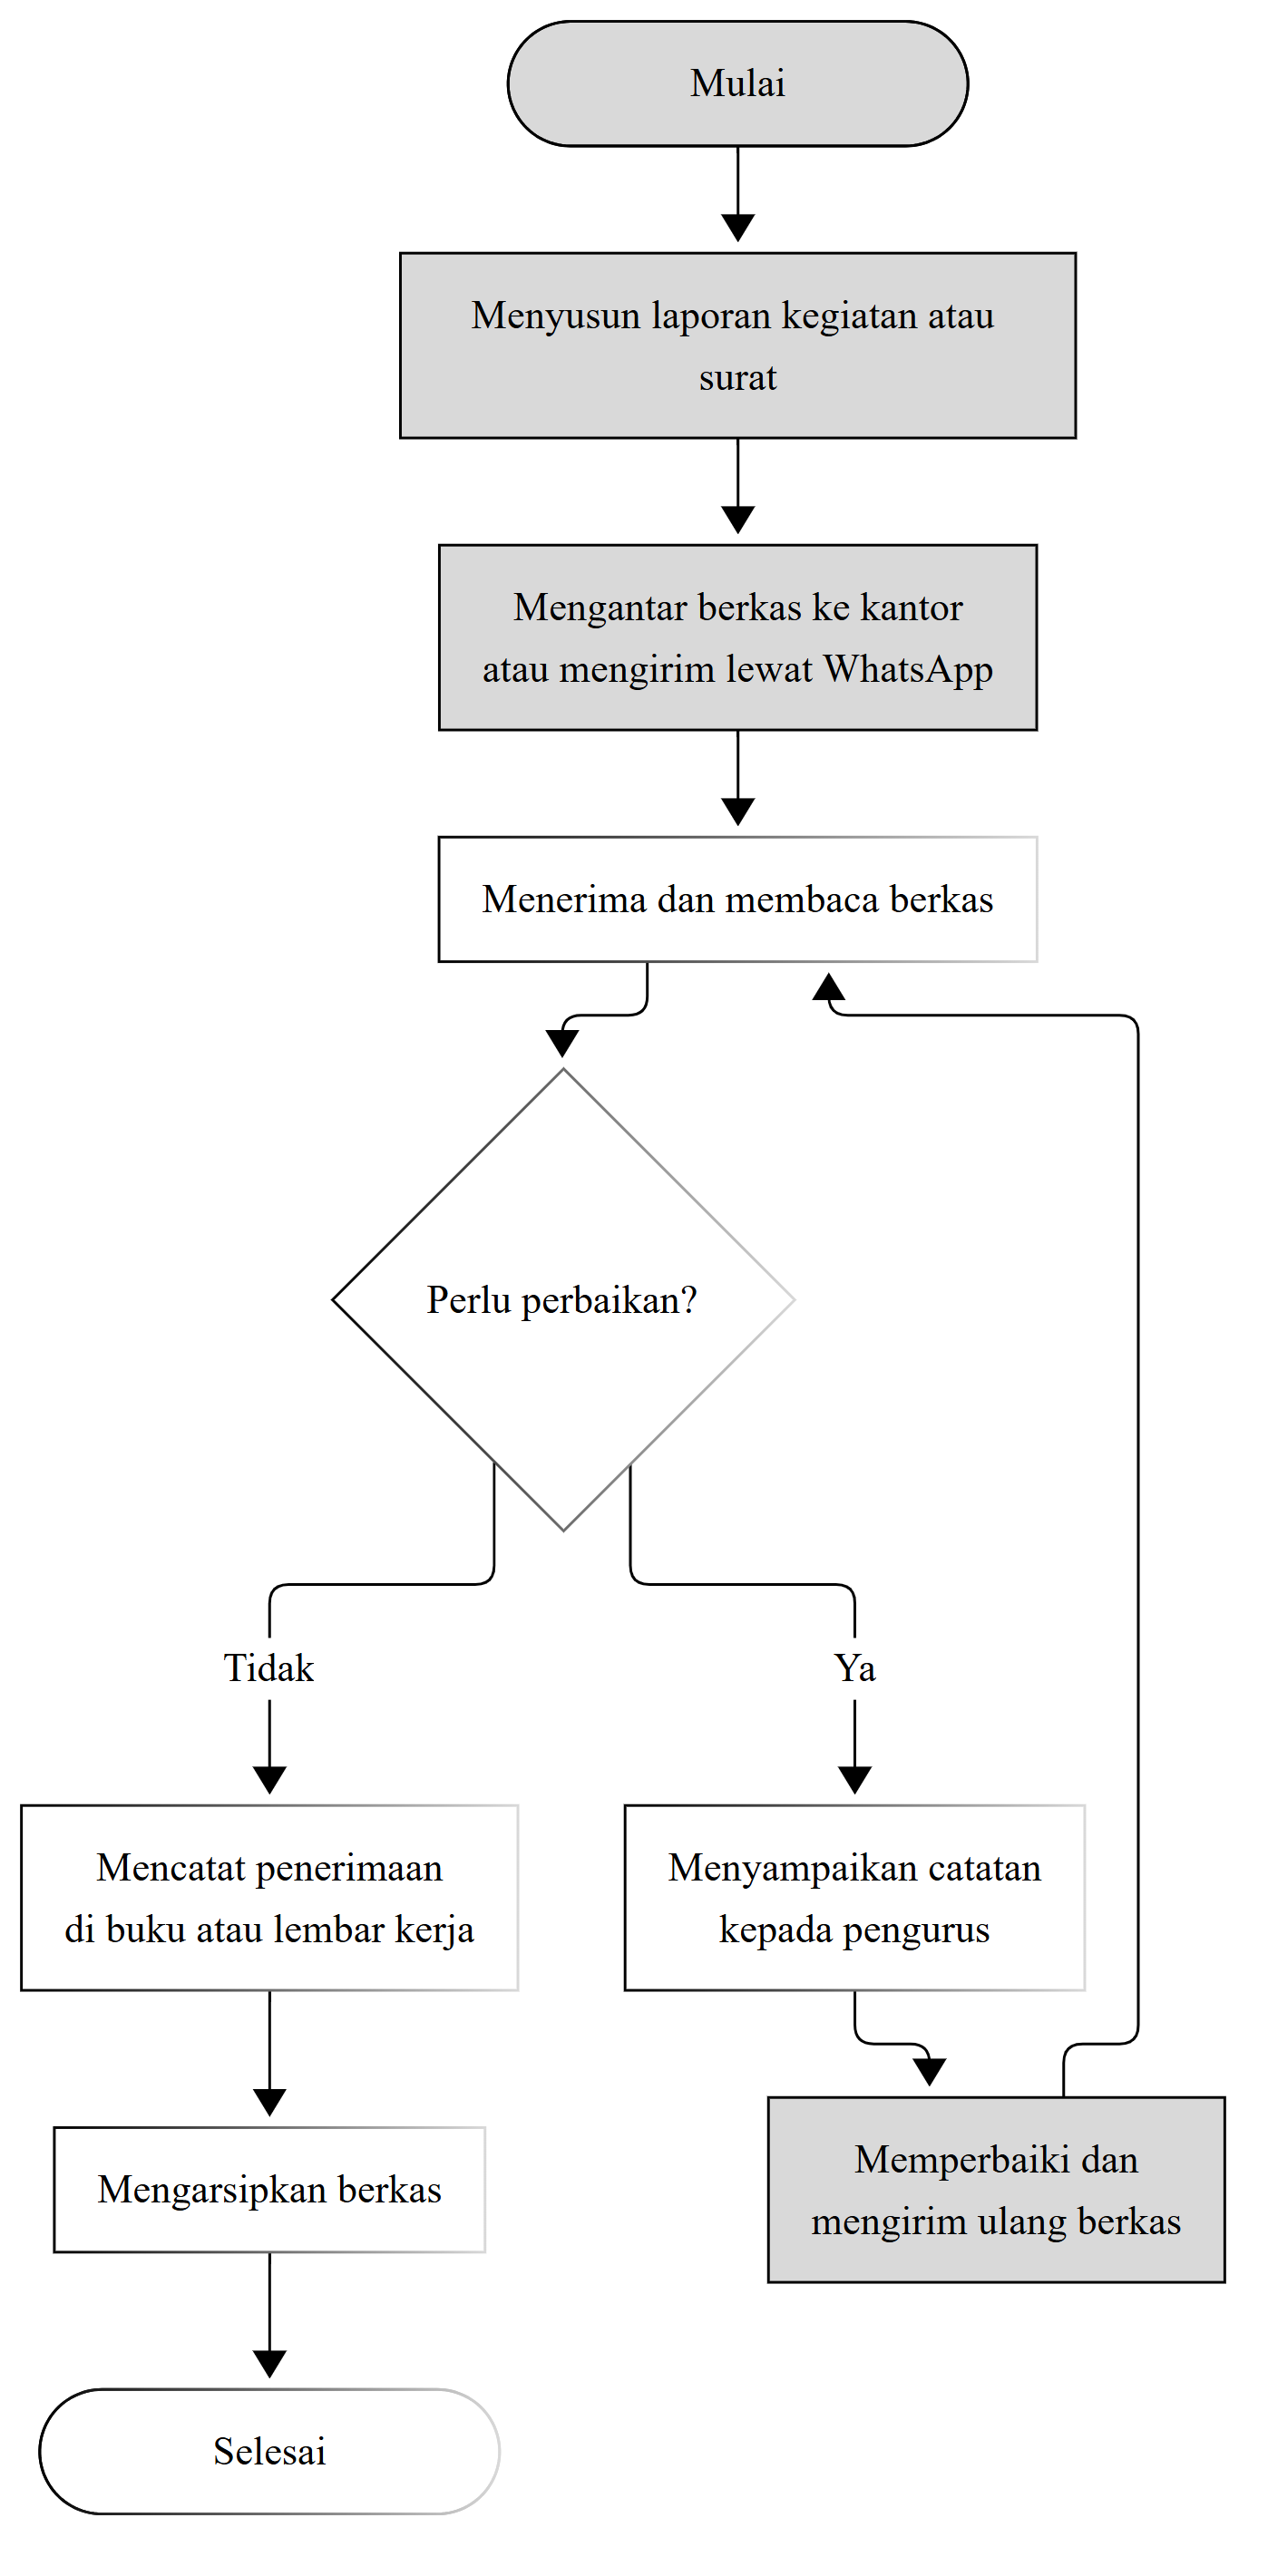 Mulai
Menyusun laporan kegiatan atau
surat
Mengantar berkas ke kantor
atau mengirim lewat WhatsApp
Menerima dan membaca berkas
Perlu perbaikan?
Tidak
Ya
Mencatat penerimaan
di buku atau lembar kerja
Menyampaikan catatan
kepada pengurus
Mengarsipkan berkas
Memperbaiki dan
mengirim ulang berkas
Selesai